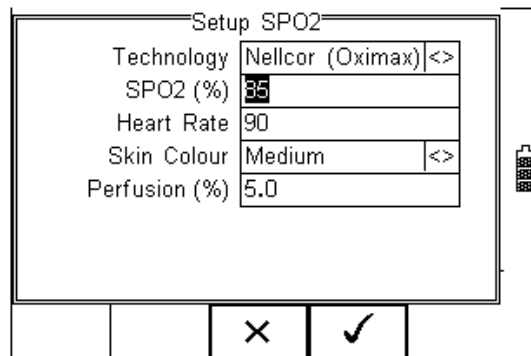 Setup SPO2
Technology Nellcor (Oximax) <>
SPO2 (%) 85
Heart Rate 90
Skin Colour Medium <>
Perfusion (%) 5.0